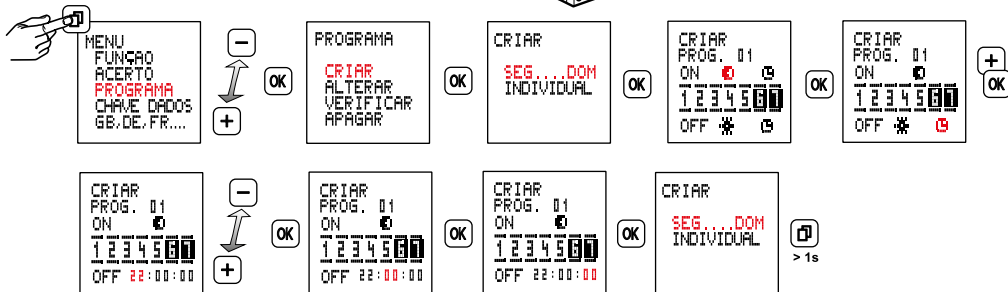 MENU
FUNÇAO
ACERTO
PROGRAMA
CHAVE DADOS
GB,DE,FR....
−
+
OK
PROGRAMA
CRIAR
ALTERAR
VERIFICAR
APAGAR
OK
CRIAR
SEG....DOM
INDIVIDUAL
OK
CRIAR
PROG. 01
ON
1 2 3 4 5 6 7
OFF
OK
CRIAR
PROG. 01
ON
1 2 3 4 5 6 7
OFF
+
OK
CRIAR
PROG. 01
ON
1 2 3 4 5 6 7
OFF 22:00:00
−
+
OK
CRIAR
PROG. 01
ON
1 2 3 4 5 6 7
OFF 22:00:00
OK
CRIAR
PROG. 01
ON
1 2 3 4 5 6 7
OFF 22:00:00
OK
CRIAR
SEG....DOM
INDIVIDUAL
> 1s